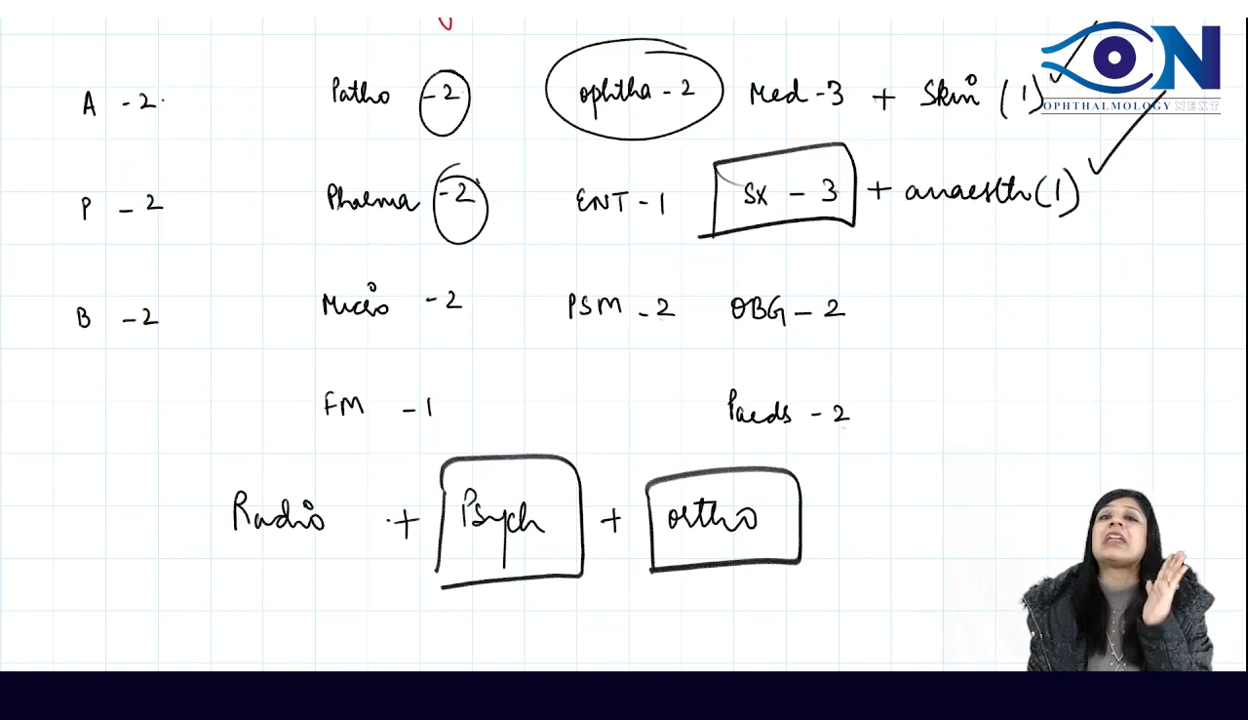 ON
OPHTHALMOLOGY NEXT
A - 2 Patho - 2 ophtha - 2 Med - 3 + Skin (1)
P - 2 Pharma - 2 ENT - 1 Sx - 3 + anaesth (1)
B - 2 Micro - 2 PSM - 2 OBG - 2
FM - 1 Paeds - 2
Radio + Psych + ortho